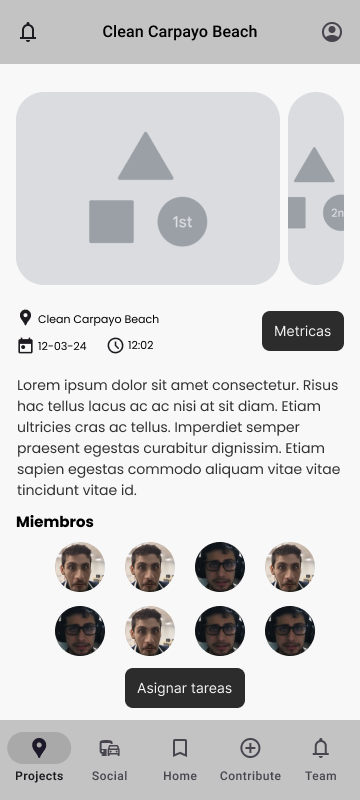 Clean Carpayo Beach
1st
2n
Clean Carpayo Beach
12-03-24
12:02
Metricas
Lorem ipsum dolor sit amet consectetur. Risus
hac tellus lacus ac ac nisi at sit diam. Etiam
ultricies cras ac tellus. Imperdiet semper
praesent egestas curabitur dignissim. Etiam
sapien egestas commodo aliquam vitae vitae
tincidunt vitae id.
Miembros
Asignar tareas
Projects
Social
Home
Contribute
Team